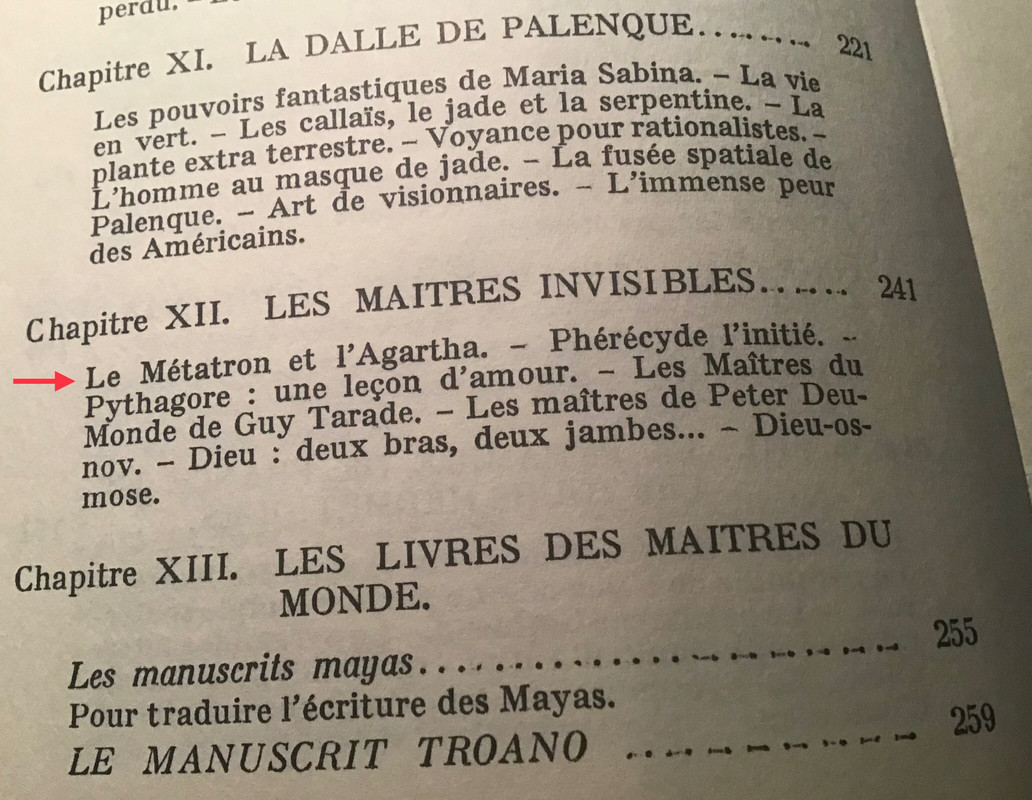 perdu. –
Chapitre XI. LA DALLE DE PALENQUE......... 221
Les pouvoirs fantastiques de Maria Sabina. – La vie
en vert. – Les callaïs, le jade et la serpentine. – La
plante extra terrestre. – Voyance pour rationalistes. –
L'homme au masque de jade. – La fusée spatiale de
Palenque. – Art de visionnaires. – L'immense peur
des Américains.
Chapitre XII. LES MAITRES INVISIBLES....... 241
Le Métatron et l'Agartha. – Phérécyde l'initié. –
Pythagore : une leçon d'amour. – Les Maîtres du
Monde de Guy Tarade. – Les maîtres de Peter Deu-
nov. – Dieu : deux bras, deux jambes... – Dieu-os-
mose.
Chapitre XIII. LES LIVRES DES MAITRES DU
MONDE.
Les manuscrits mayas........................ 255
Pour traduire l'écriture des Mayas.
LE MANUSCRIT TROANO ............ 259